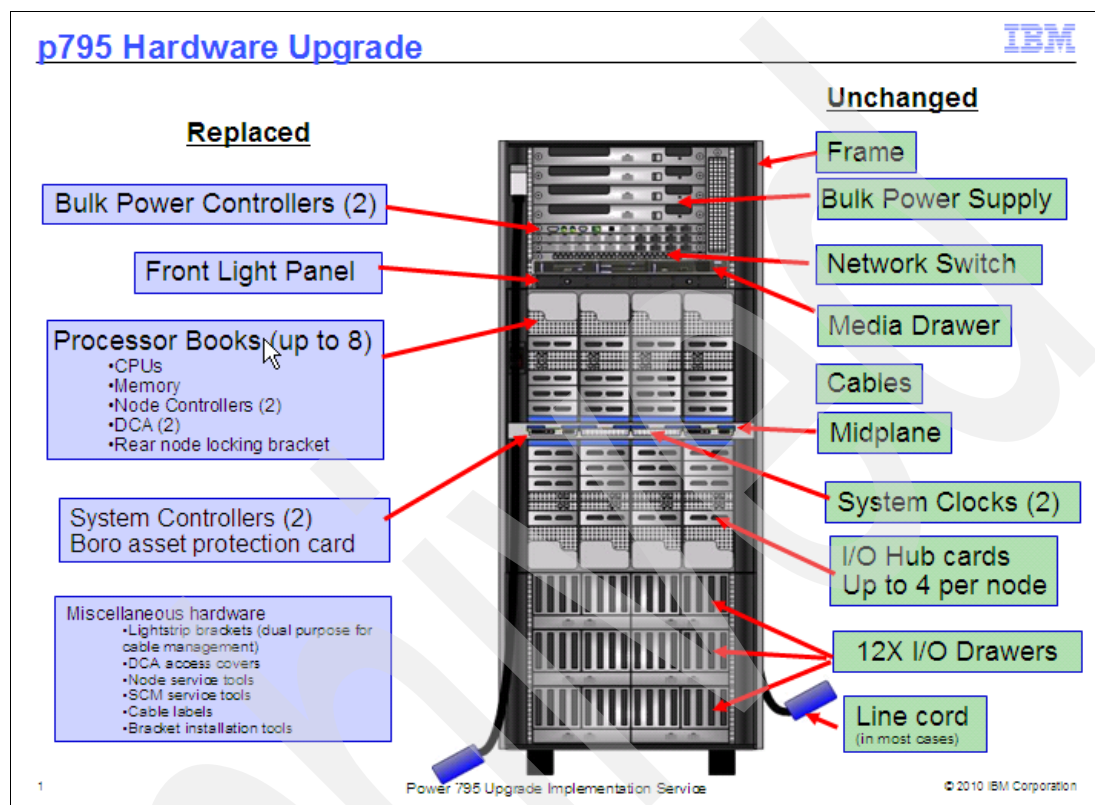 p795 Hardware Upgrade
IBM
Replaced
Bulk Power Controllers (2)
Front Light Panel
Processor Books (up to 8)
•CPUs
•Memory
•Node Controllers (2)
•DCA (2)
•Rear node locking bracket
System Controllers (2)
Boro asset protection card
Miscellaneous hardware
•Lightstrip brackets (dual purpose for
cable management)
•DCA access covers
•Node service tools
•SCM service tools
•Cable labels
•Bracket installation tools
Unchanged
Frame
Bulk Power Supply
Network Switch
Media Drawer
Cables
Midplane
System Clocks (2)
I/O Hub cards
Up to 4 per node
12X I/O Drawers
Line cord
(in most cases)
1
Power 795 Upgrade Implementation Service
© 2010 IBM Corporation